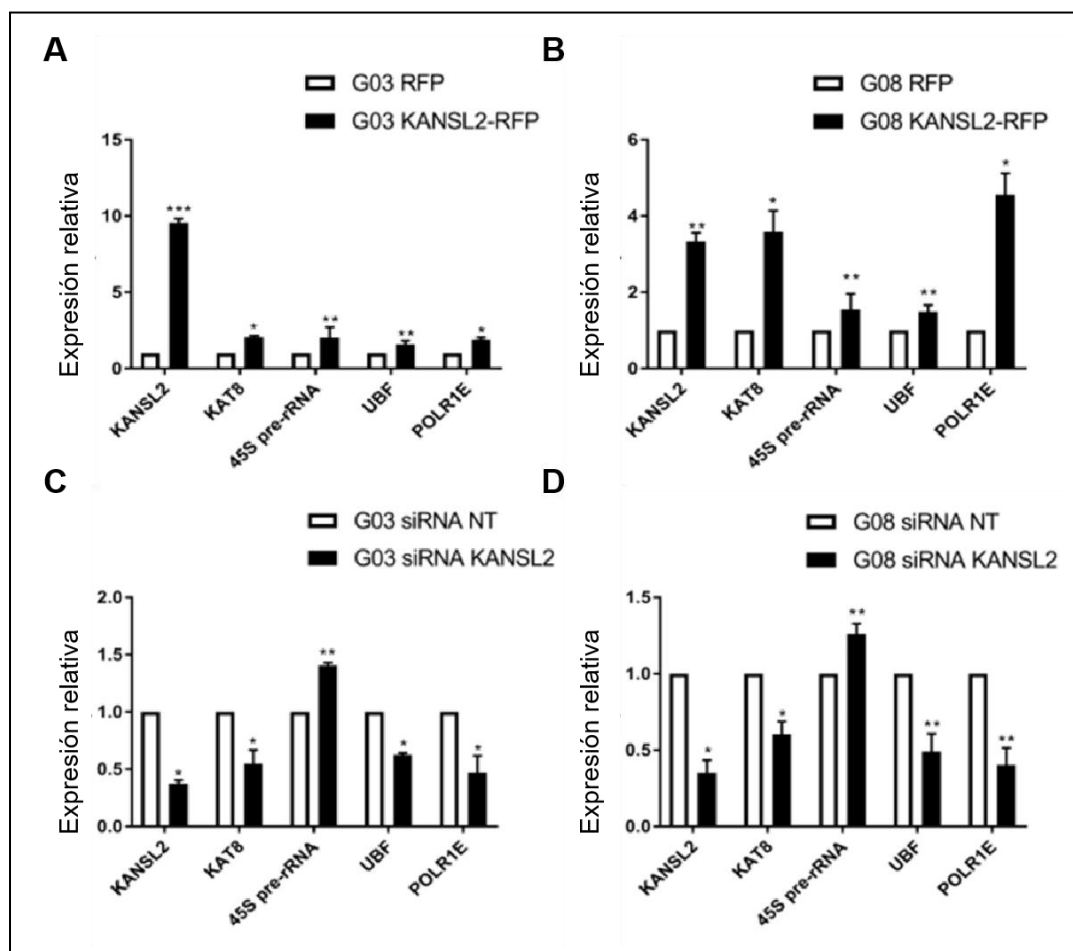 A
G03 RFP
G03 KANSL2-RFP
Expresión relativa
15
10
5
0
***
*
**
**
*
KANSL2
KAT8
45S pre-rRNA
UBF
POLR1E
B
G08 RFP
G08 KANSL2-RFP
Expresión relativa
6
4
2
0
**
*
**
**
*
KANSL2
KAT8
45S pre-rRNA
UBF
POLR1E
C
G03 siRNA NT
G03 siRNA KANSL2
Expresión relativa
2.0
1.5
1.0
0.5
0.0
*
*
**
*
*
KANSL2
KAT8
45S pre-rRNA
UBF
POLR1E
D
G08 siRNA NT
G08 siRNA KANSL2
Expresión relativa
1.5
1.0
0.5
0.0
*
*
**
**
**
KANSL2
KAT8
45S pre-rRNA
UBF
POLR1E